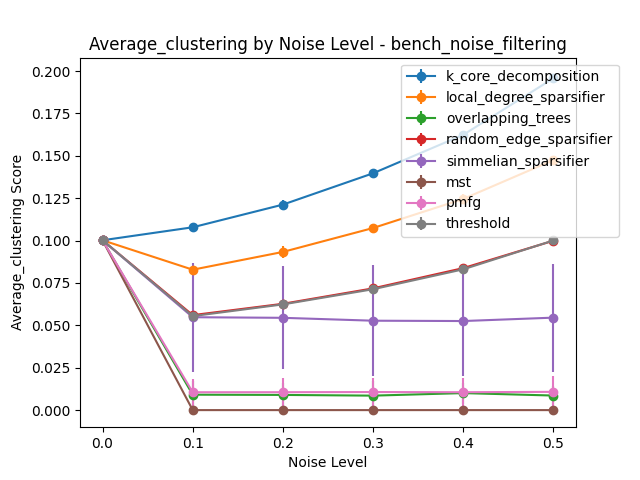 Average_clustering by Noise Level - bench_noise_filtering
Average_clustering Score
0.200
0.175
0.150
0.125
0.100
0.075
0.050
0.025
0.000
k_core_decomposition
local_degree_sparsifier
overlapping_trees
random_edge_sparsifier
simmelian_sparsifier
mst
pmfg
threshold
0.0 0.1 0.2 0.3 0.4 0.5
Noise Level